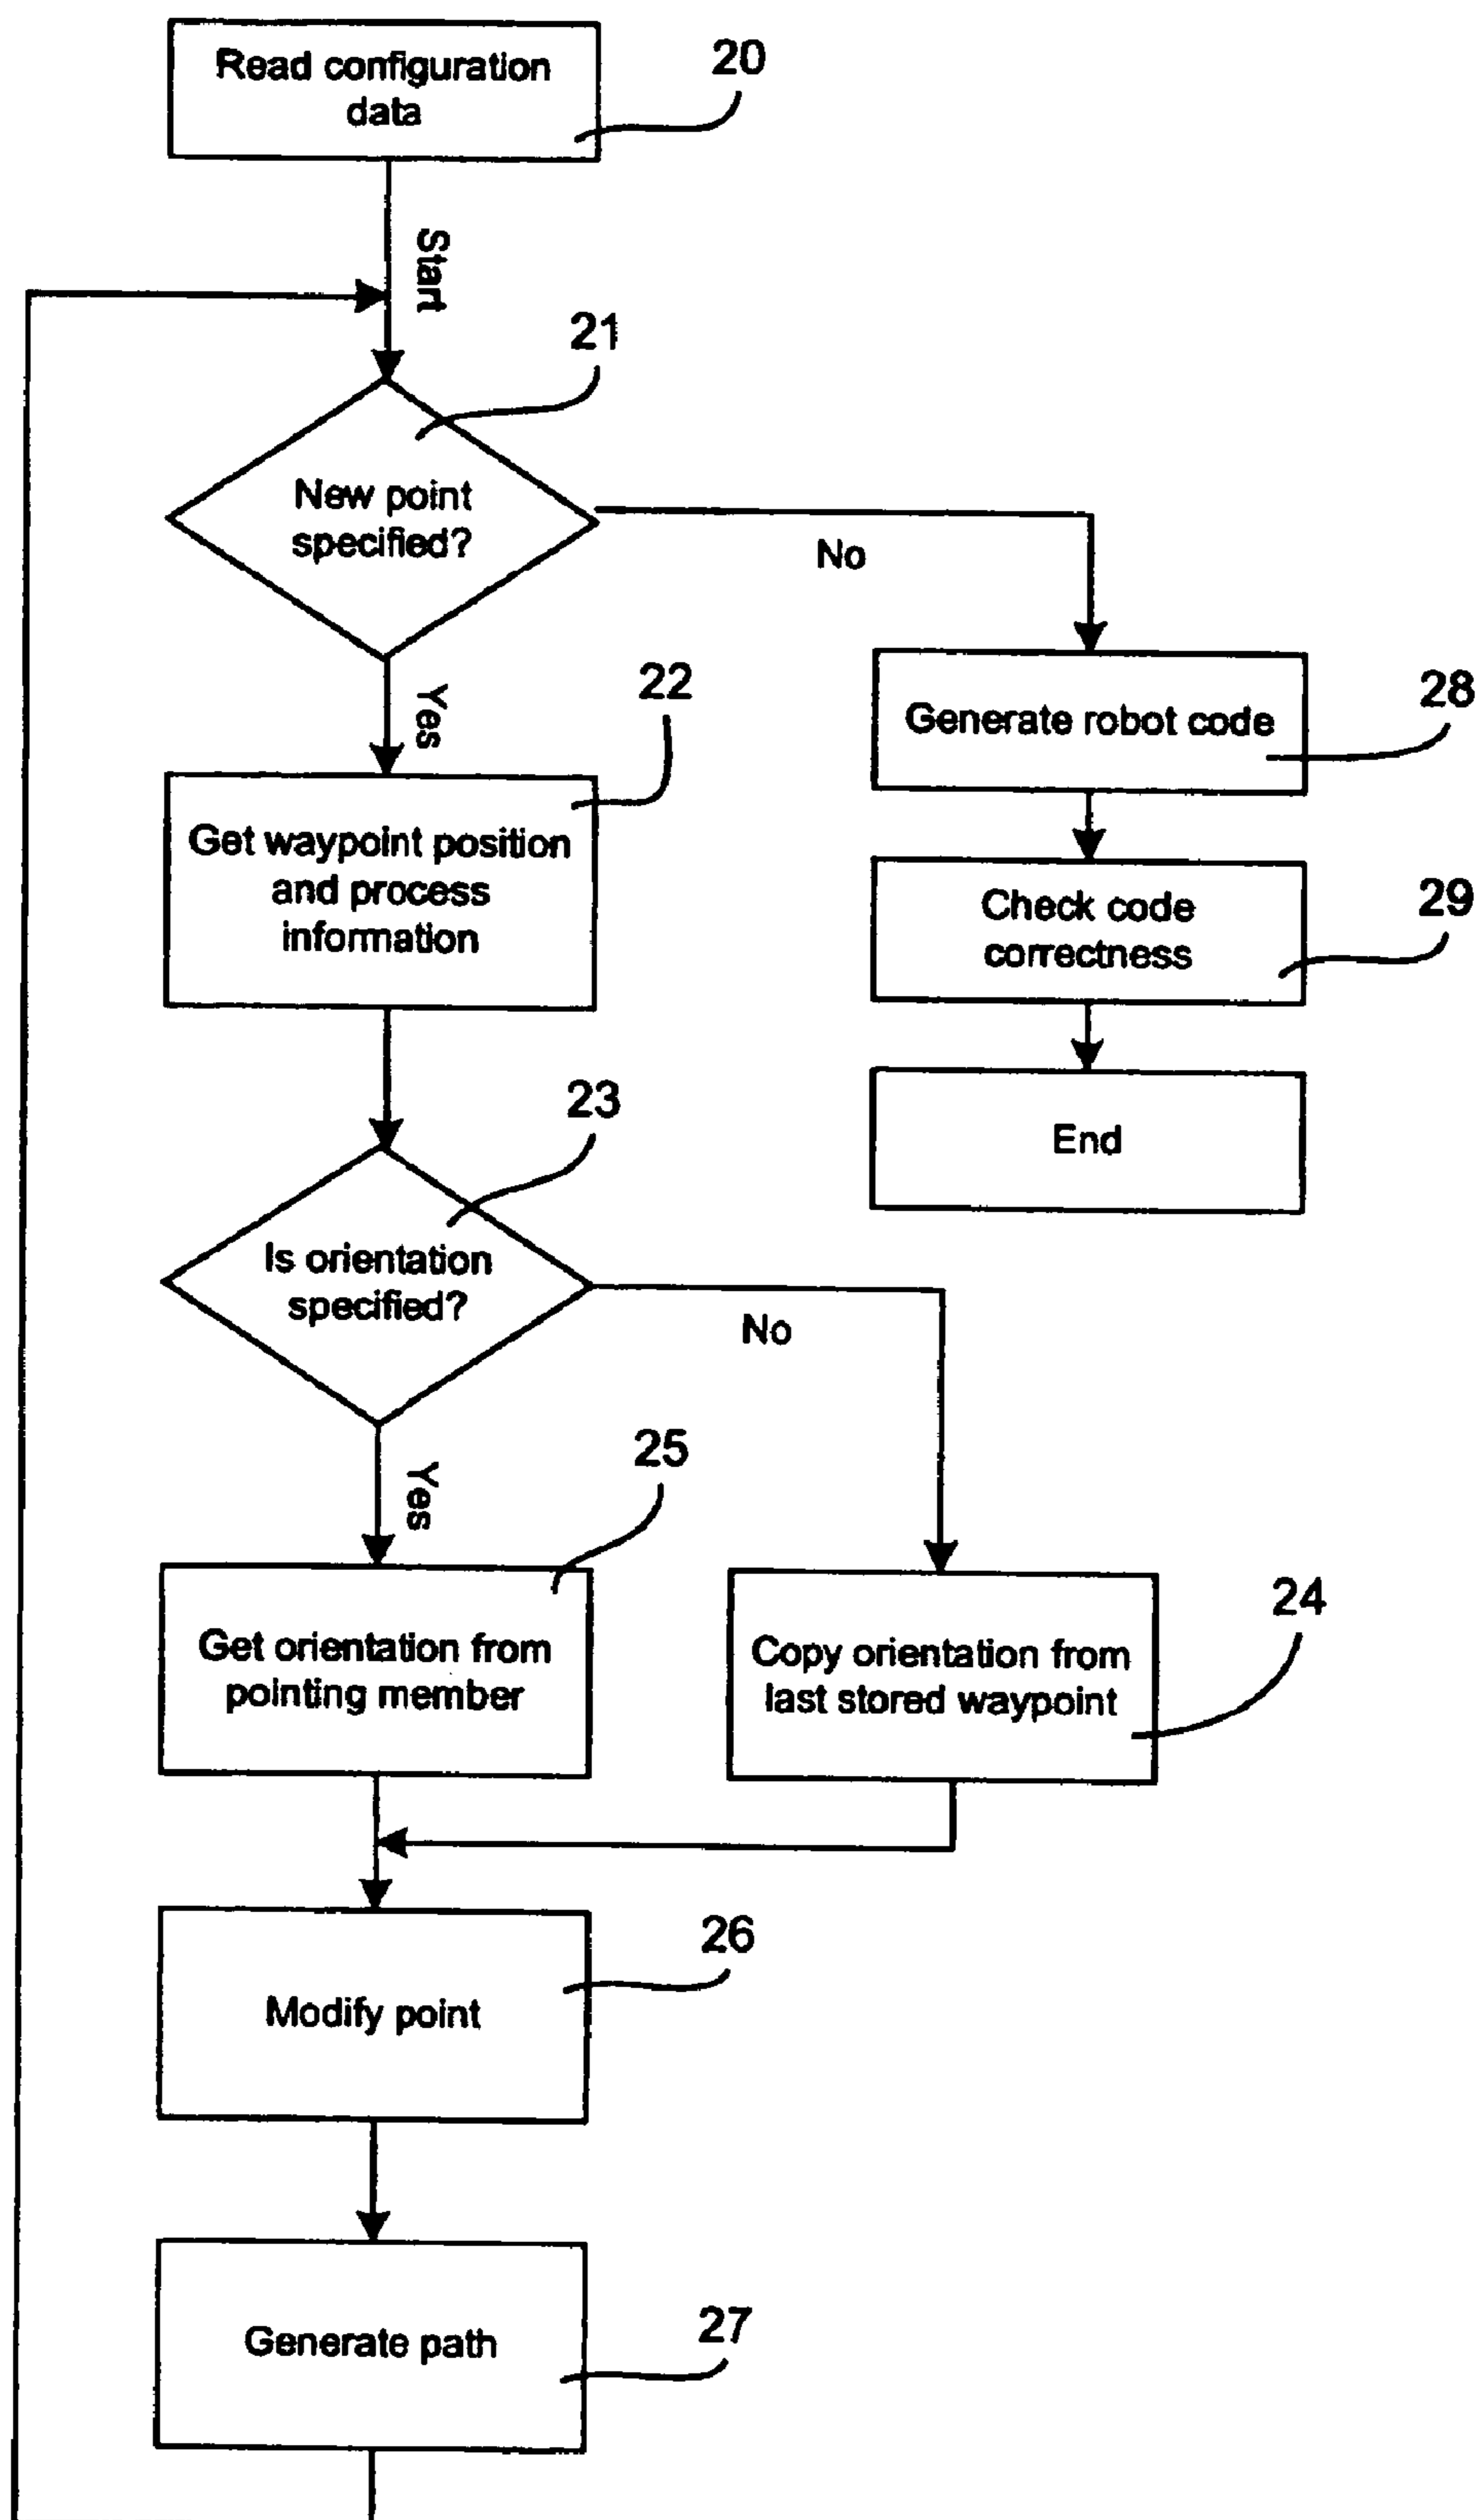 Read configuration
data
20
Start
21
New point
specified?
No
Yes
22
28
Generate robot code
Get waypoint position
and process
information
29
Check code
correctness
23
End
Is orientation
specified?
No
Yes
25
24
Get orientation from
pointing member
Copy orientation from
last stored waypoint
26
Modify point
27
Generate path